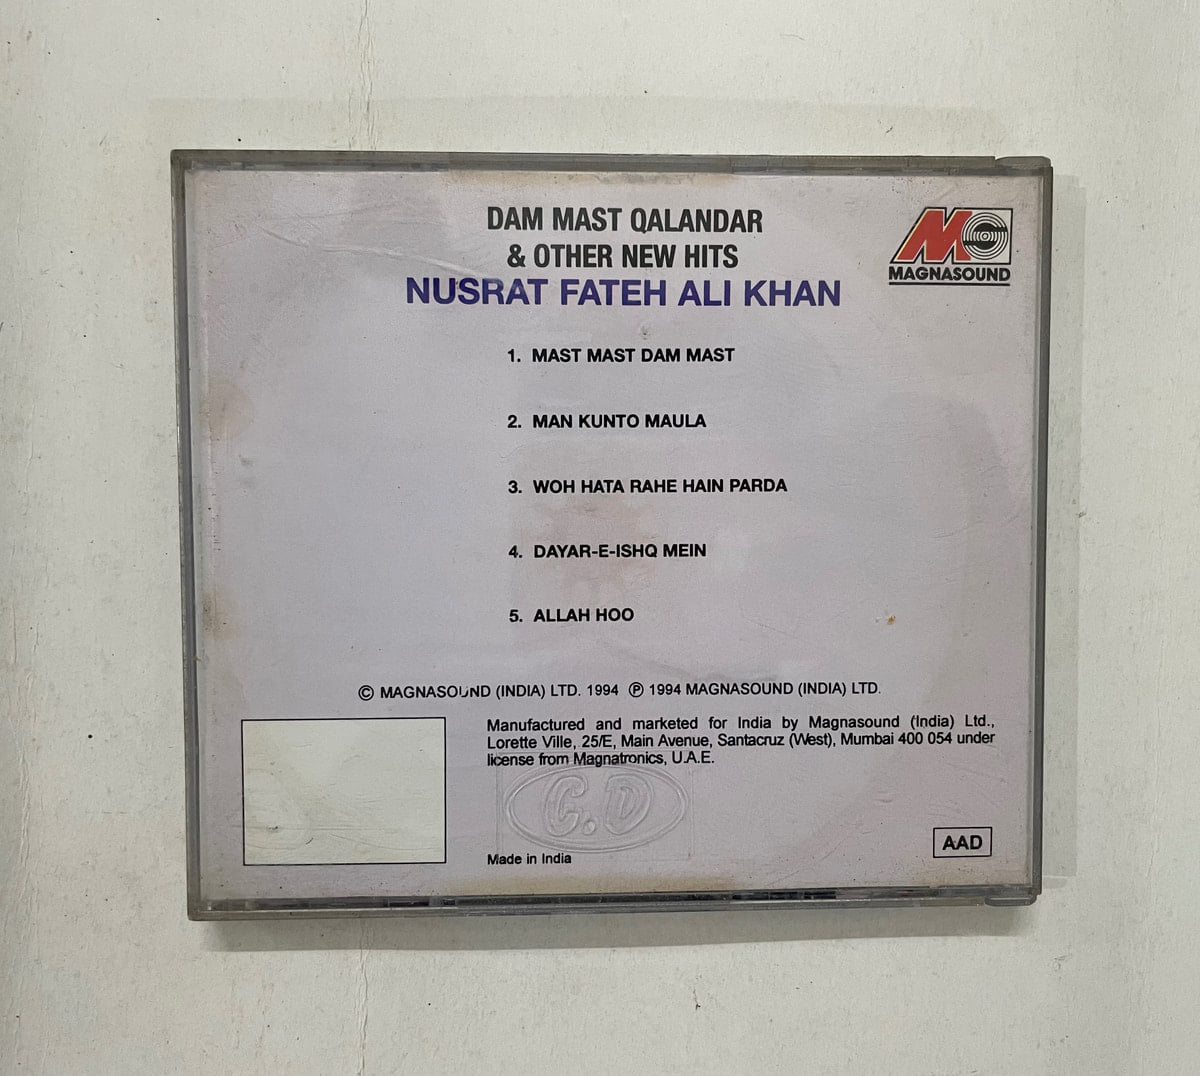 DAM MAST QALANDAR
& OTHER NEW HITS
NUSRAT FATEH ALI KHAN
MAGNASOUND
1. MAST MAST DAM MAST
2. MAN KUNTO MAULA
3. WOH HATA RAHE HAIN PARDA
4. DAYAR-E-ISHQ MEIN
5. ALLAH HOO
© MAGNASOUND (INDIA) LTD. 1994 ℗ 1994 MAGNASOUND (INDIA) LTD.
Manufactured and marketed for India by Magnasound (India) Ltd.,
Lorette Ville, 25/E, Main Avenue, Santacruz (West), Mumbai 400 054 under
license from Magnatronics, U.A.E.
C.D
Made in India
AAD